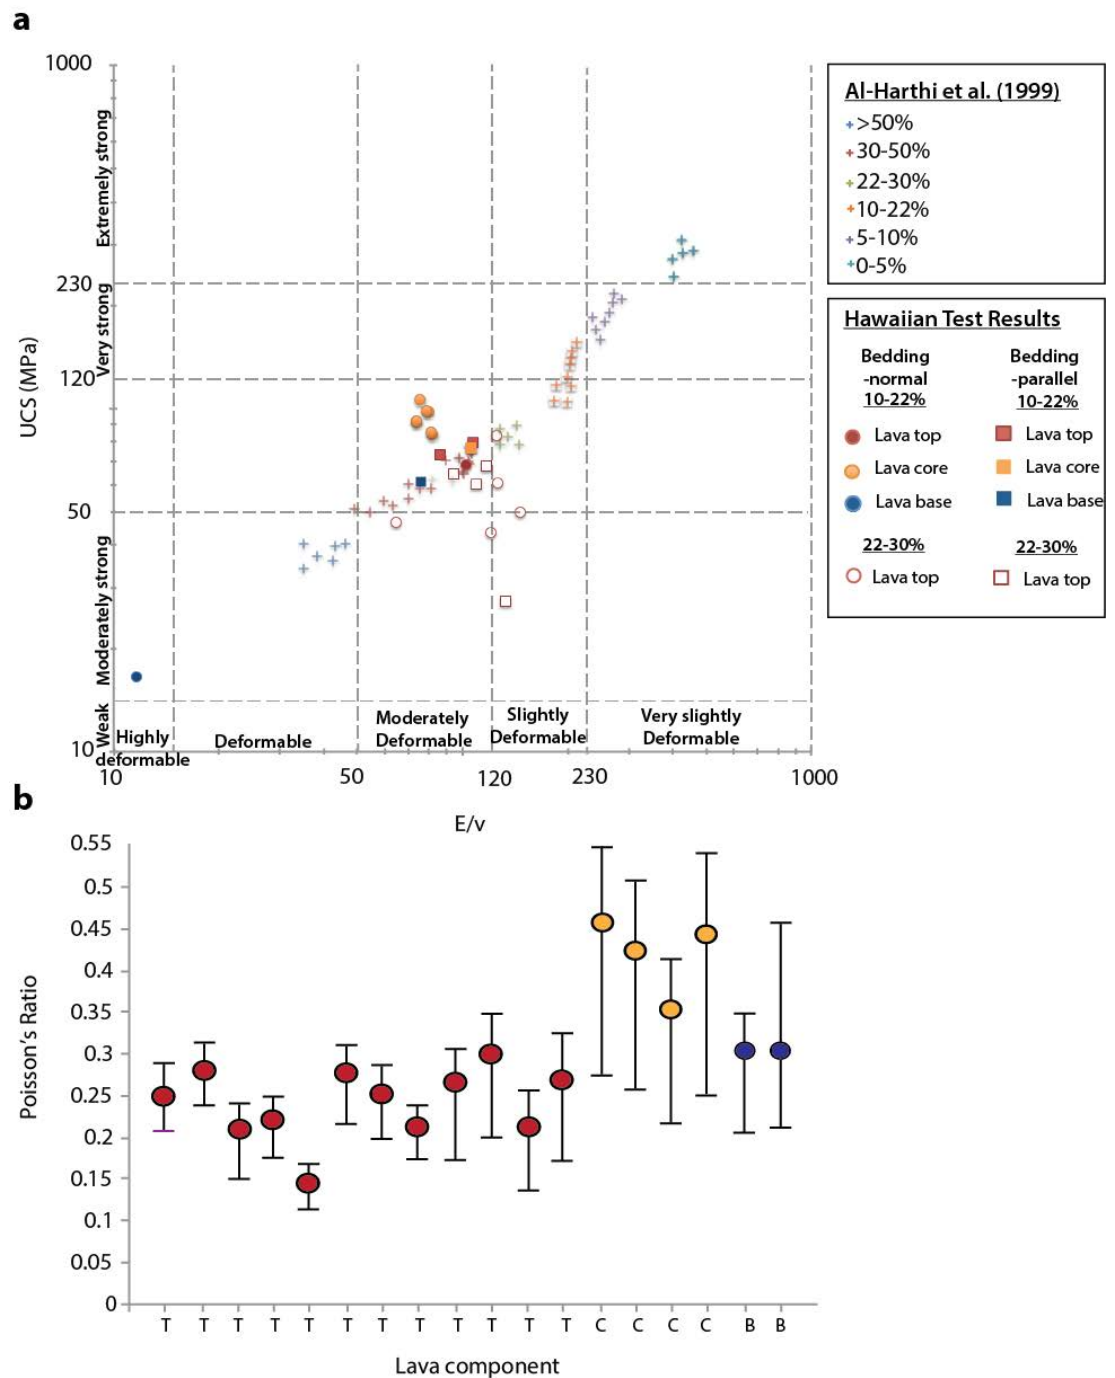 a
1000
230
120
50
10
UCS (MPa)
Extremely strong
Very strong
Moderately strong
Weak
Highly
deformable
Deformable
Moderately
Deformable
Slightly
Deformable
Very slightly
Deformable
10
50
120
230
1000
E/v
Al-Harthi et al. (1999)
>50%
30-50%
22-30%
10-22%
5-10%
0-5%
Hawaiian Test Results
Bedding
-normal
10-22%
Lava top
Lava core
Lava base
22-30%
Lava top
Bedding
-parallel
10-22%
Lava top
Lava core
Lava base
22-30%
Lava top
b
0.55
0.5
0.45
0.4
0.35
0.3
0.25
0.2
0.15
0.1
0.05
0
Poisson's Ratio
T T T T T T T T T T T T C C C C B B
Lava component